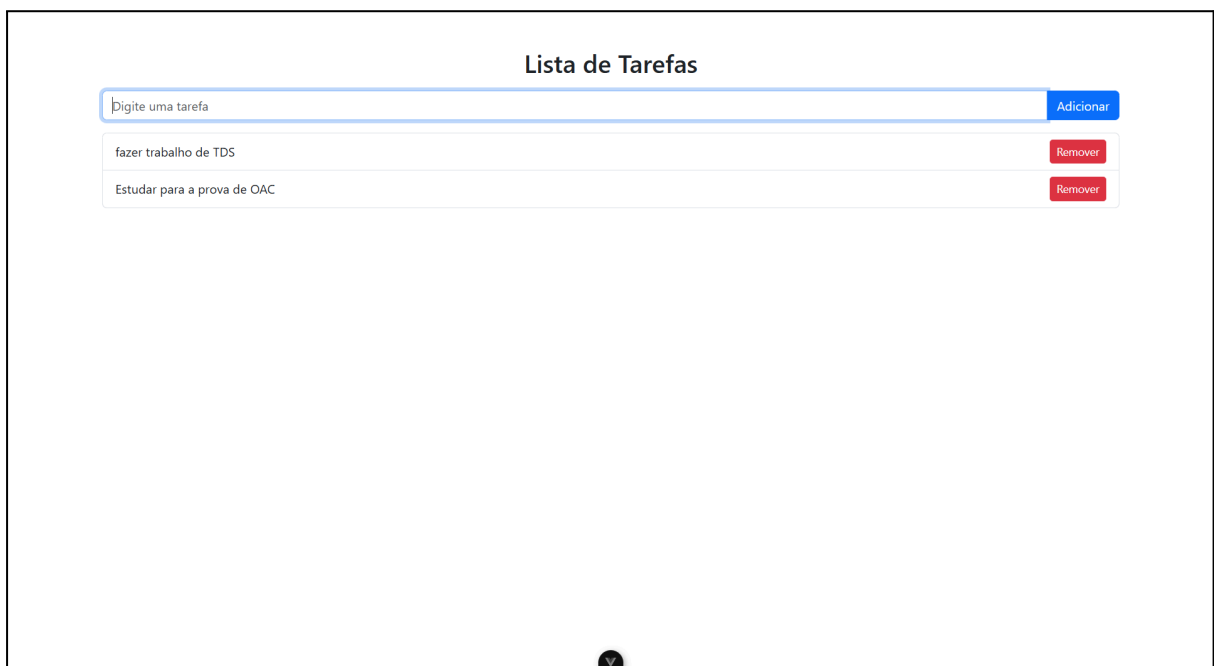 Lista de Tarefas
Digite uma tarefa Adicionar
fazer trabalho de TDS Remover
Estudar para a prova de OAC Remover